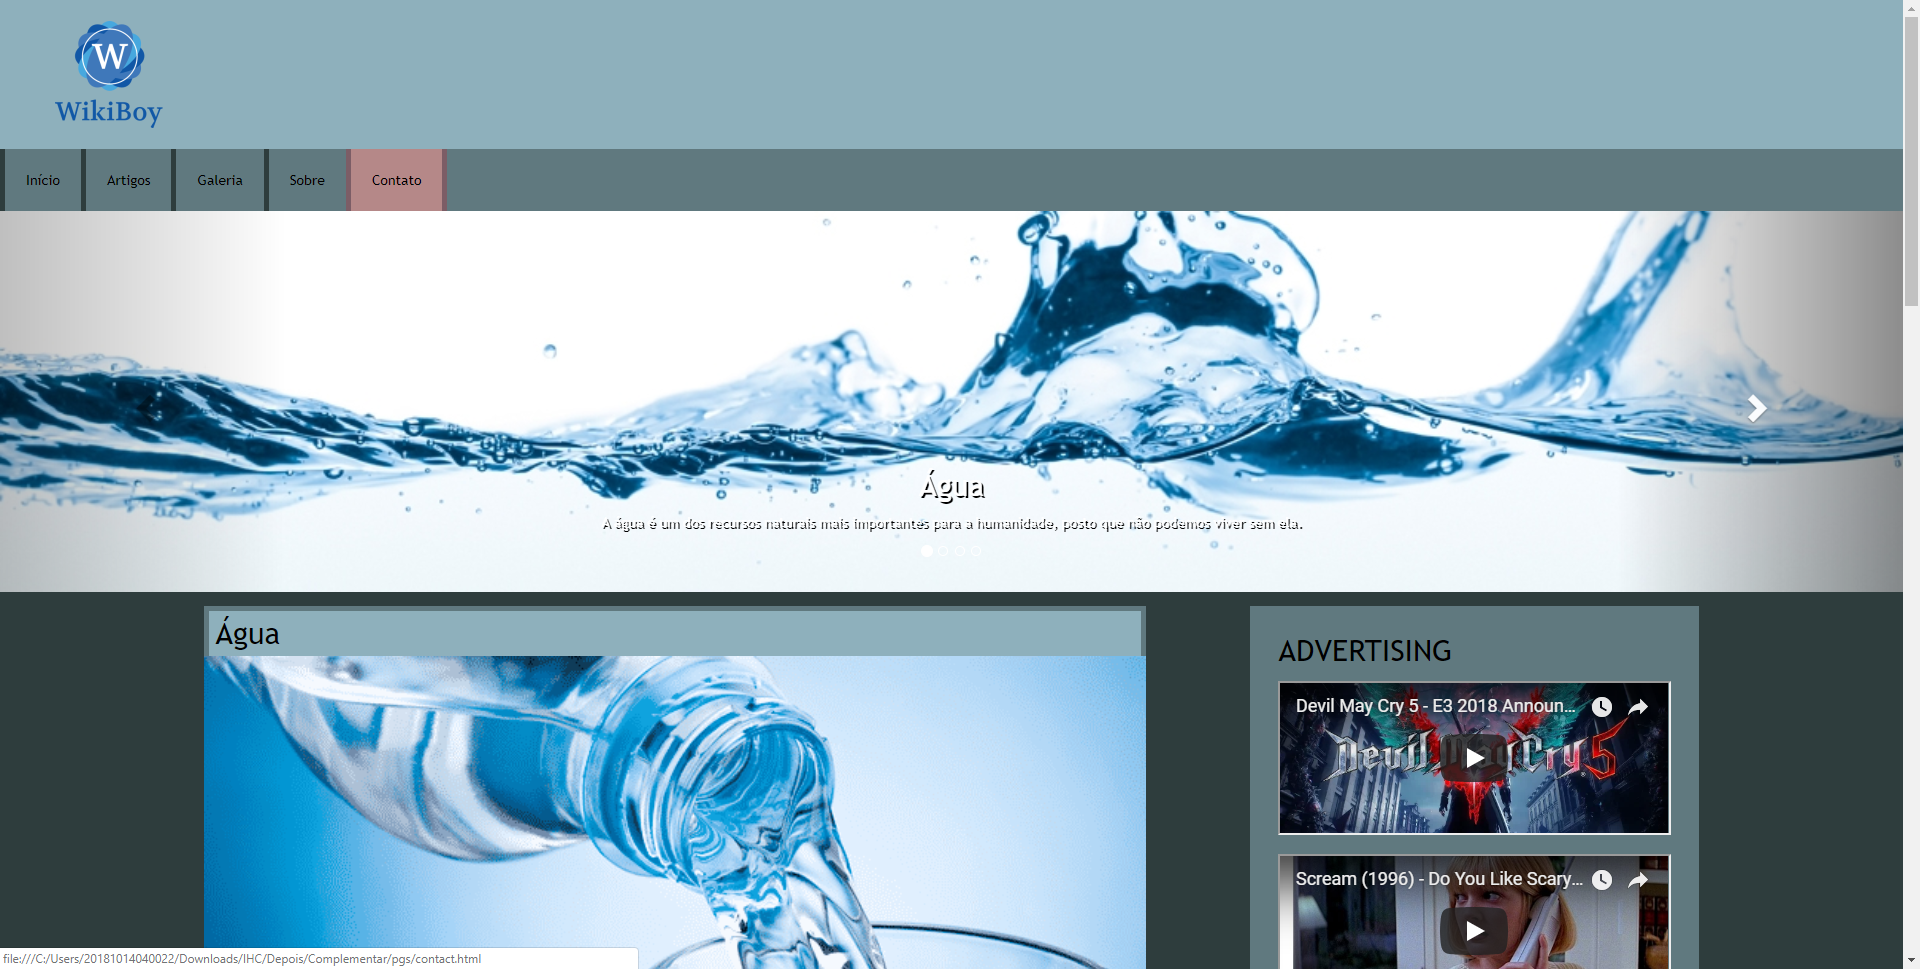 W
WikiBoy
Início
Artigos
Galeria
Sobre
Contato
Água
A água é um dos recursos naturais mais importantes para a humanidade, posto que não podemos viver sem ela.
Água
ADVERTISING
Devil May Cry 5 - E3 2018 Announ...
Devil May Cry 5
Scream (1996) - Do You Like Scary...
file:///C:/Users/20181014040022/Downloads/IHC/Depois/Complementar/pgs/contact.html